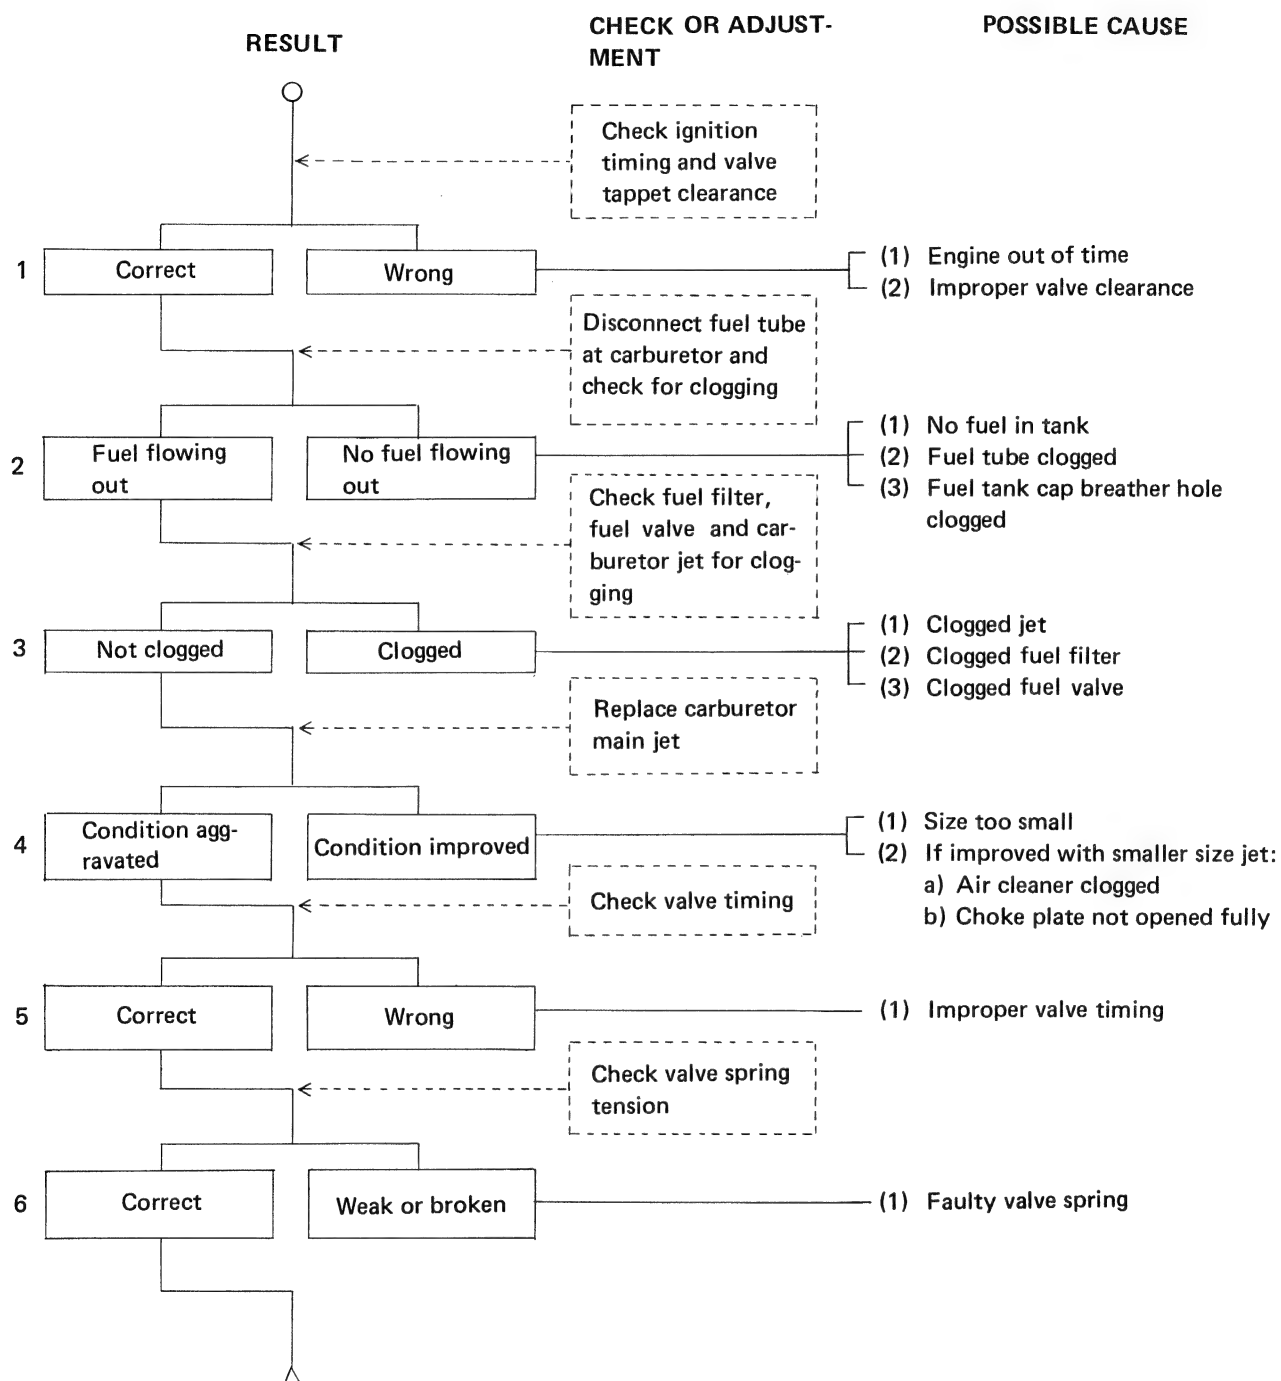 RESULT
CHECK OR ADJUST-
MENT
POSSIBLE CAUSE
Check ignition
timing and valve
tappet clearance
1
Correct
Wrong
(1) Engine out of time
(2) Improper valve clearance
Disconnect fuel tube
at carburetor and
check for clogging
2
Fuel flowing
out
No fuel flowing
out
(1) No fuel in tank
(2) Fuel tube clogged
(3) Fuel tank cap breather hole
clogged
Check fuel filter,
fuel valve and car-
buretor jet for clog-
ging
3
Not clogged
Clogged
(1) Clogged jet
(2) Clogged fuel filter
(3) Clogged fuel valve
Replace carburetor
main jet
4
Condition agg-
ravated
Condition improved
(1) Size too small
(2) If improved with smaller size jet:
a) Air cleaner clogged
b) Choke plate not opened fully
Check valve timing
5
Correct
Wrong
(1) Improper valve timing
Check valve spring
tension
6
Correct
Weak or broken
(1) Faulty valve spring